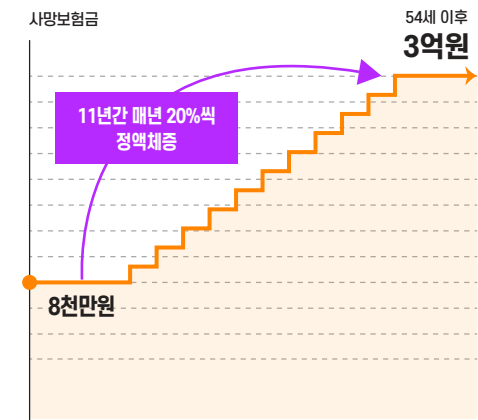 사망보험금
54세 이후
3억원
11년간 매년 20%씩
정액체증
8천만원